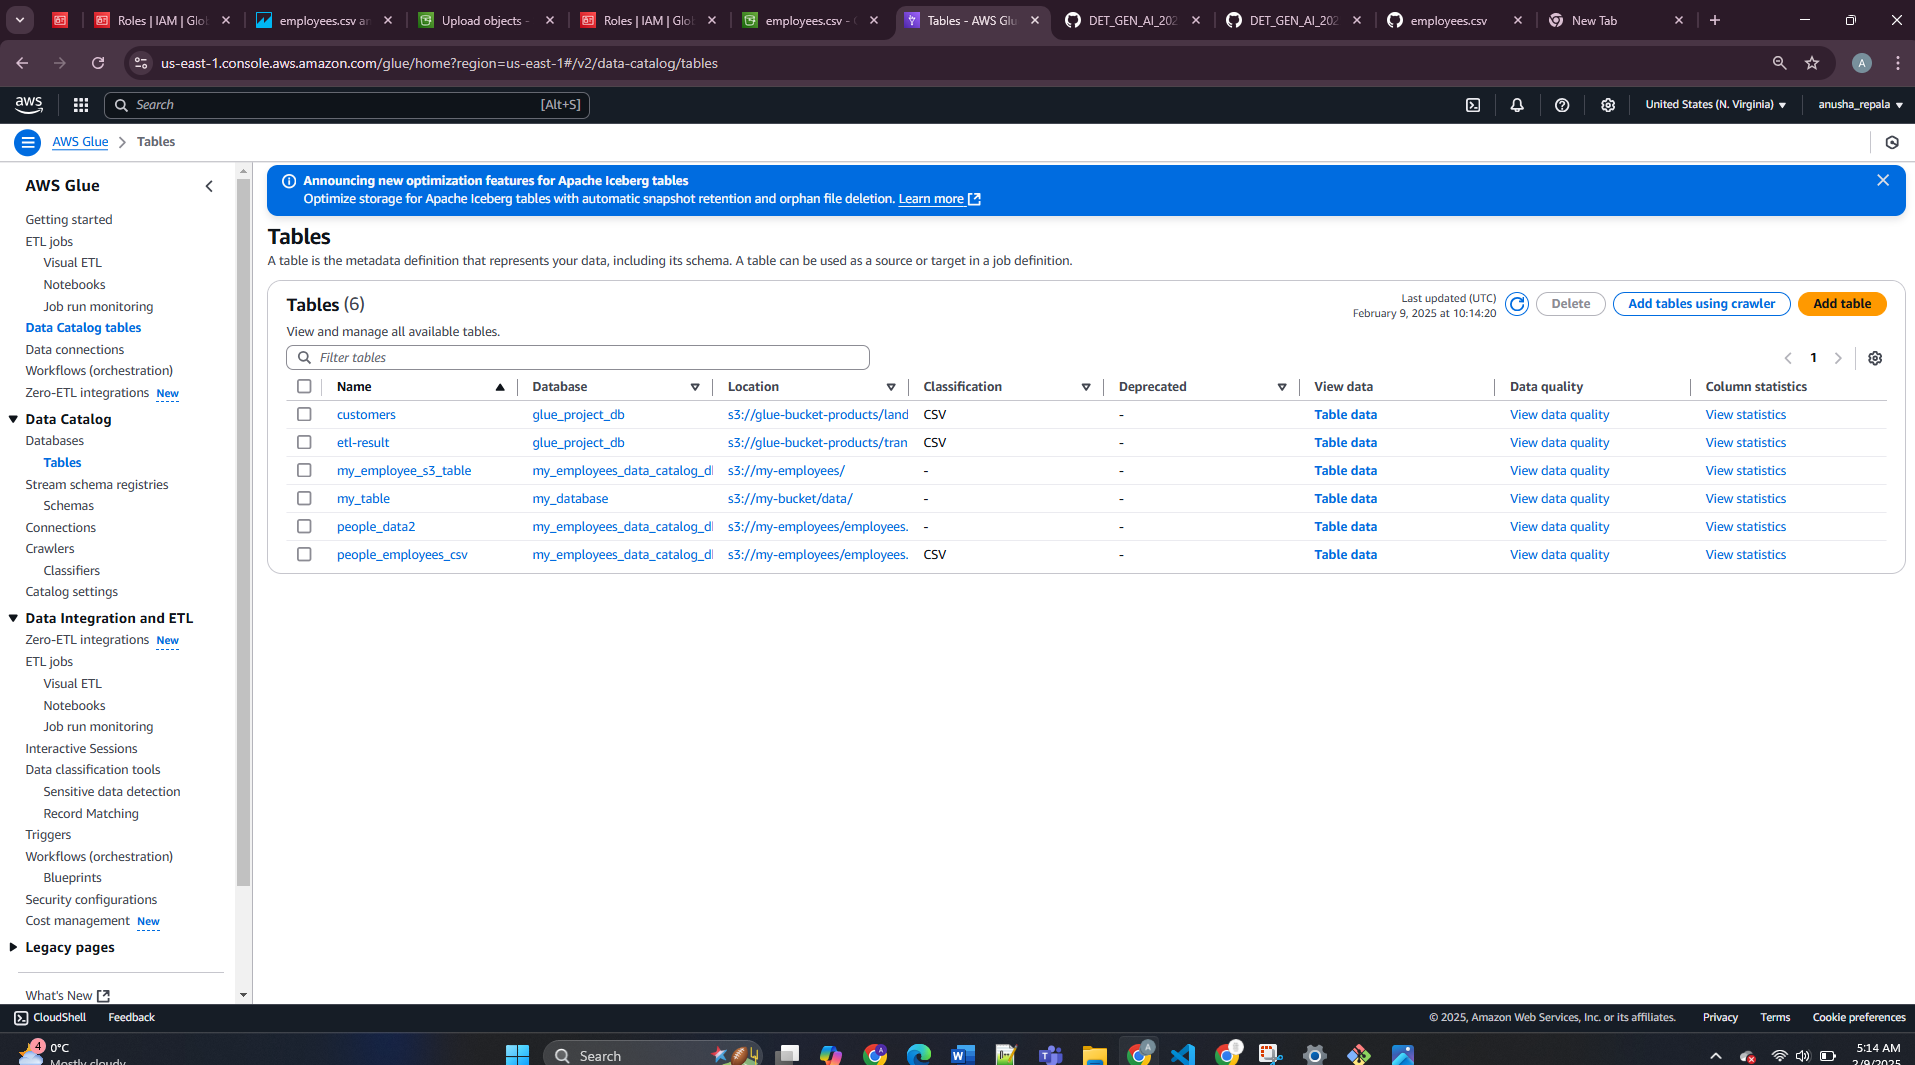 Roles | IAM | Glo
employees.csv an
Upload objects -
Roles | IAM | Glo
employees.csv - 
Tables - AWS Glu
DET_GEN_AI_202
DET_GEN_AI_202
employees.csv
New Tab
us-east-1.console.aws.amazon.com/glue/home?region=us-east-1#/v2/data-catalog/tables
A
aws
Search
[Alt+S]
United States (N. Virginia)
anusha_repala
AWS Glue
Tables
AWS Glue
Getting started
ETL jobs
Visual ETL
Notebooks
Job run monitoring
Data Catalog tables
Data connections
Workflows (orchestration)
Zero-ETL integrations New
Data Catalog
Databases
Tables
Stream schema registries
Schemas
Connections
Crawlers
Classifiers
Catalog settings
Data Integration and ETL
Zero-ETL integrations New
ETL jobs
Visual ETL
Notebooks
Job run monitoring
Interactive Sessions
Data classification tools
Sensitive data detection
Record Matching
Triggers
Workflows (orchestration)
Blueprints
Security configurations
Cost management New
Legacy pages
What's New
Announcing new optimization features for Apache Iceberg tables
Optimize storage for Apache Iceberg tables with automatic snapshot retention and orphan file deletion. Learn more
Tables
A table is the metadata definition that represents your data, including its schema. A table can be used as a source or target in a job definition.
Tables (6)
Last updated (UTC)
February 9, 2025 at 10:14:20
Delete
Add tables using crawler
Add table
View and manage all available tables.
Filter tables
1
Name Database Location Classification Deprecated View data Data quality Column statistics
customers glue_project_db s3://glue-bucket-products/land CSV - Table data View data quality View statistics
etl-result glue_project_db s3://glue-bucket-products/tran CSV - Table data View data quality View statistics
my_employee_s3_table my_employees_data_catalog_d s3://my-employees/ - - Table data View data quality View statistics
my_table my_database s3://my-bucket/data/ - - Table data View data quality View statistics
people_data2 my_employees_data_catalog_d s3://my-employees/employees. - - Table data View data quality View statistics
people_employees_csv my_employees_data_catalog_d s3://my-employees/employees. CSV - Table data View data quality View statistics
CloudShell
Feedback
© 2025, Amazon Web Services, Inc. or its affiliates.
Privacy
Terms
Cookie preferences
4
0°C
Mostly cloudy
Search
5:14 AM
2/9/2025